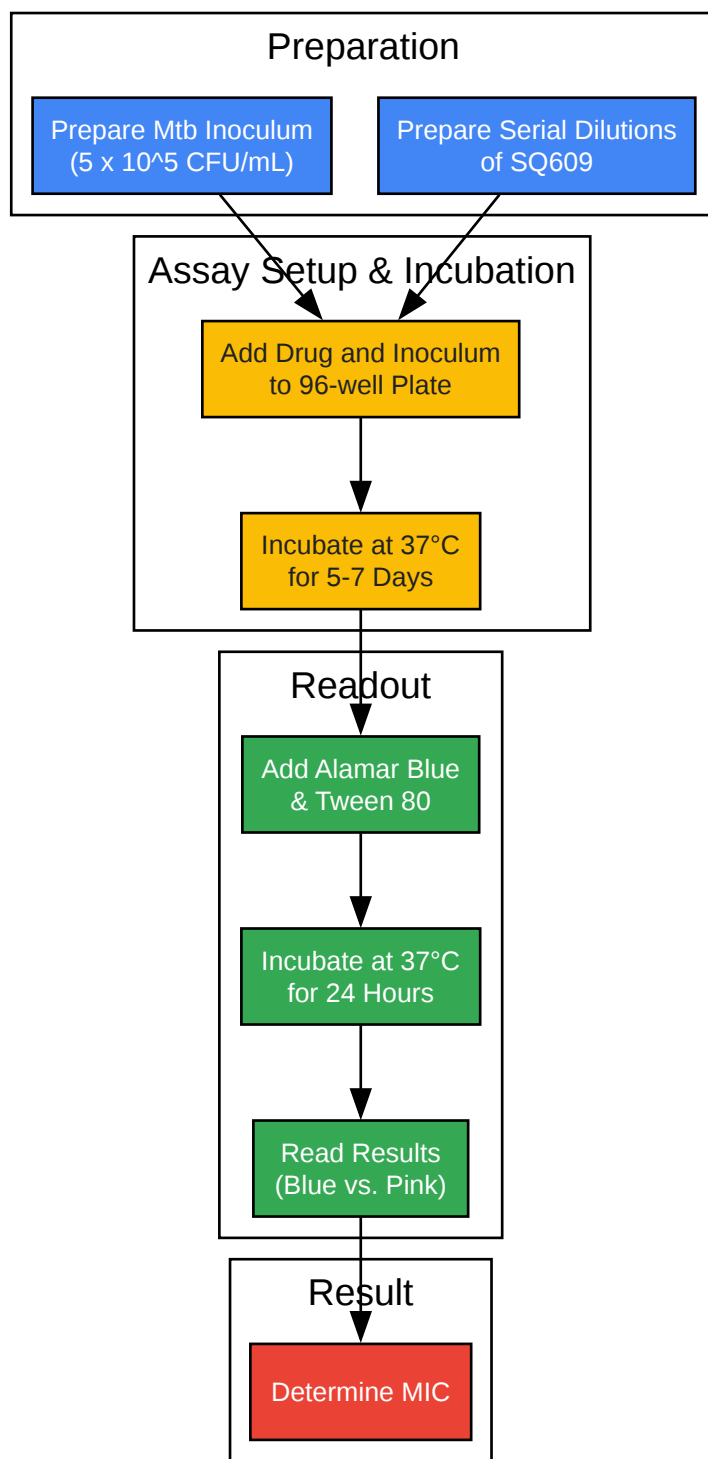 Preparation
Prepare Mtb Inoculum
(5 x 10^5 CFU/mL)
Prepare Serial Dilutions
of SQ609
Assay Setup & Incubation
Add Drug and Inoculum
to 96-well Plate
Incubate at 37°C
for 5-7 Days
Readout
Add Alamar Blue
& Tween 80
Incubate at 37°C
for 24 Hours
Read Results
(Blue vs. Pink)
Result
Determine MIC